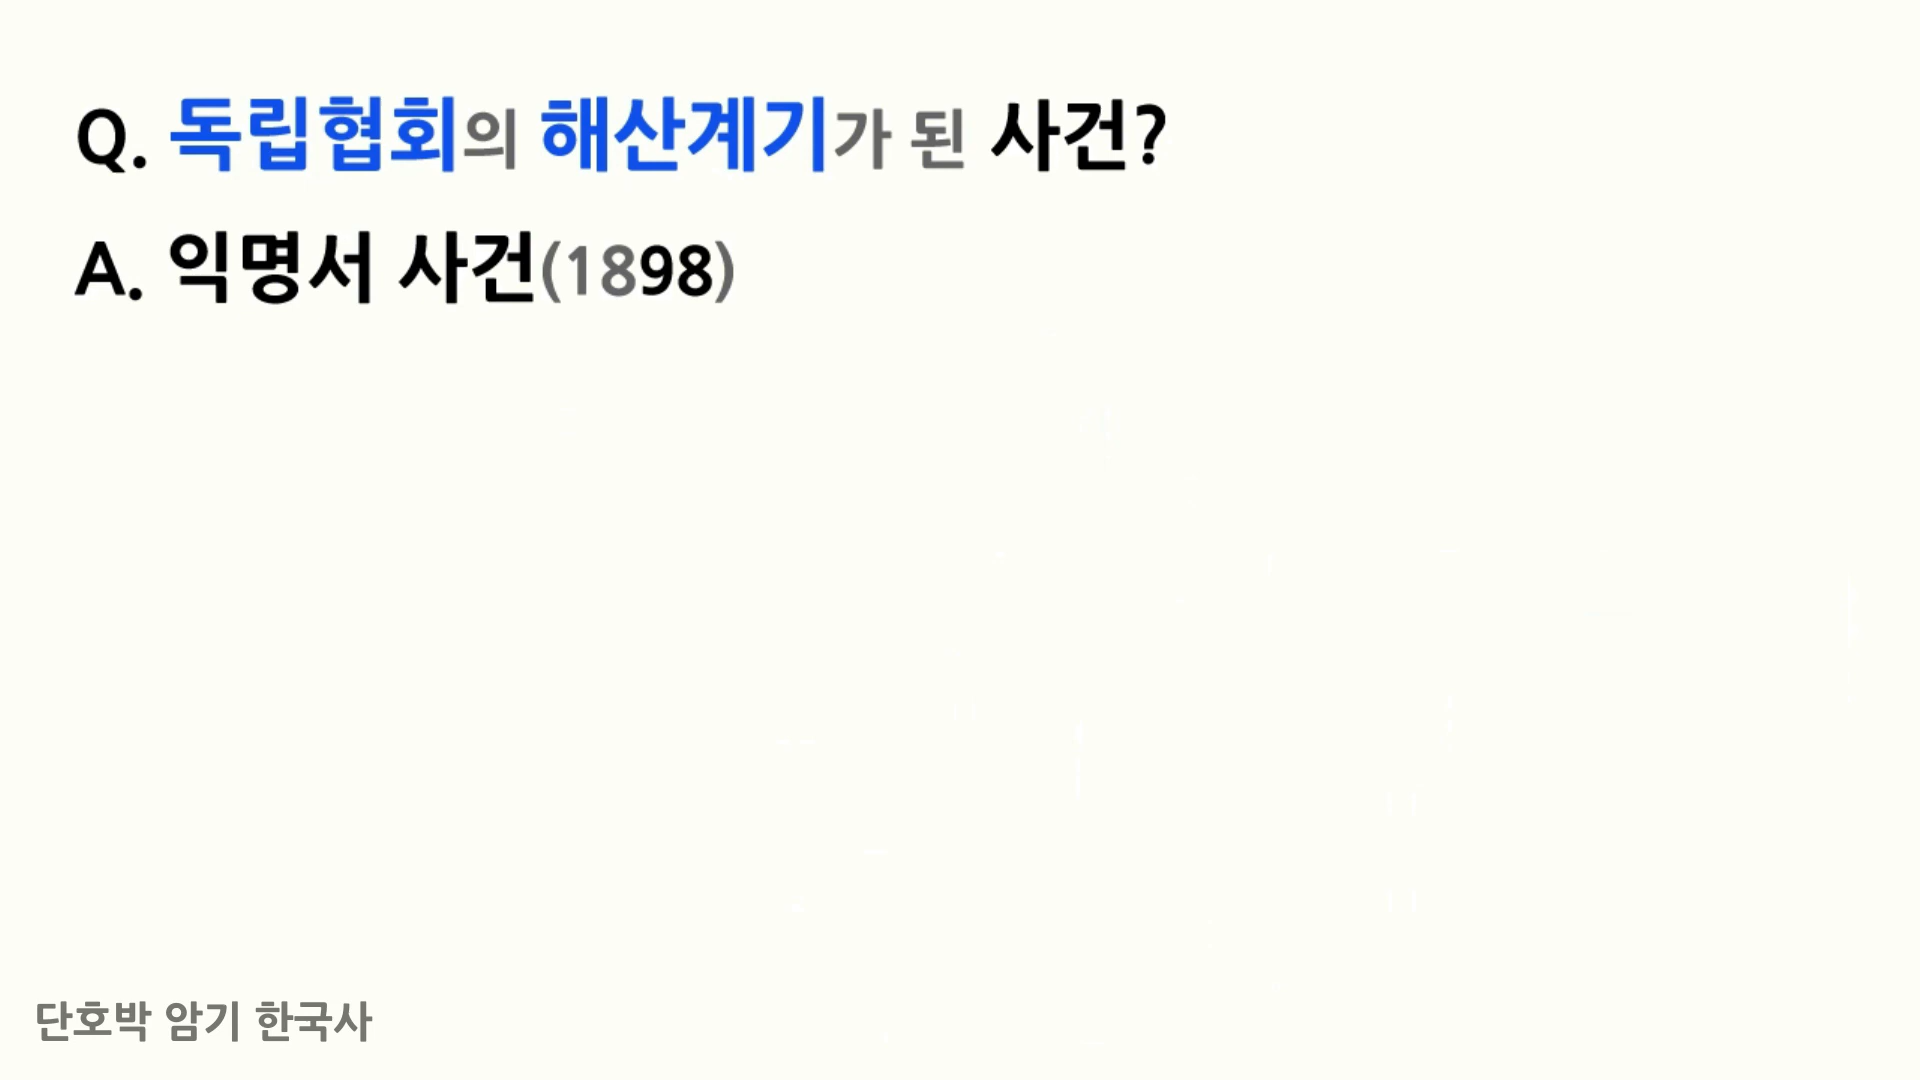 Q. 독립협회의 해산계기가 된 사건?
A. 익명서 사건(1898)
단호박 암기 한국사